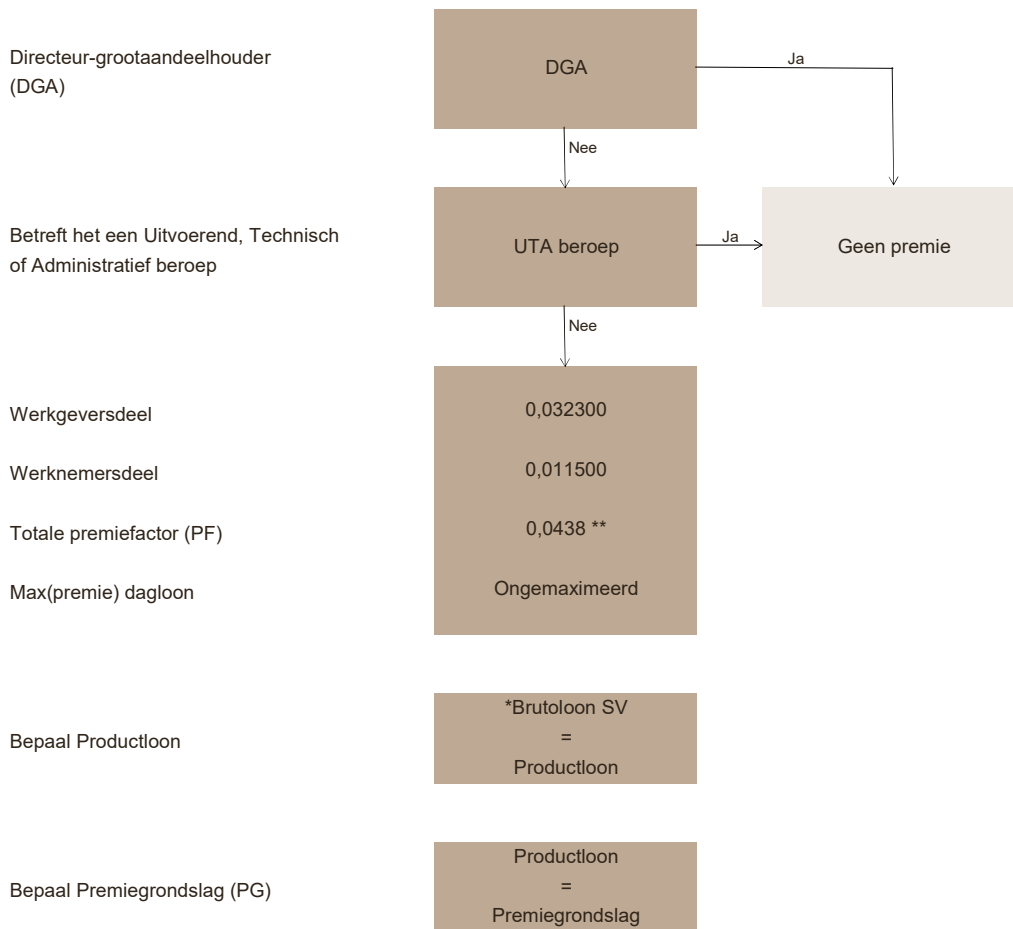 Directeur-grootaandeelhouder
(DGA)
DGA
Ja
Nee
Betreft het een Uitvoerend, Technisch
of Administratief beroep
UTA beroep
Ja
Geen premie
Nee
Werkgeversdeel
0,032300
Werknemersdeel
0,011500
Totale premiefactor (PF)
0,0438 **
Max(premie) dagloon
Ongemaximeerd
Bepaal Productloon
*Brutoloon SV
=
Productloon
Bepaal Premiegrondslag (PG)
Productloon
=
Premiegrondslag